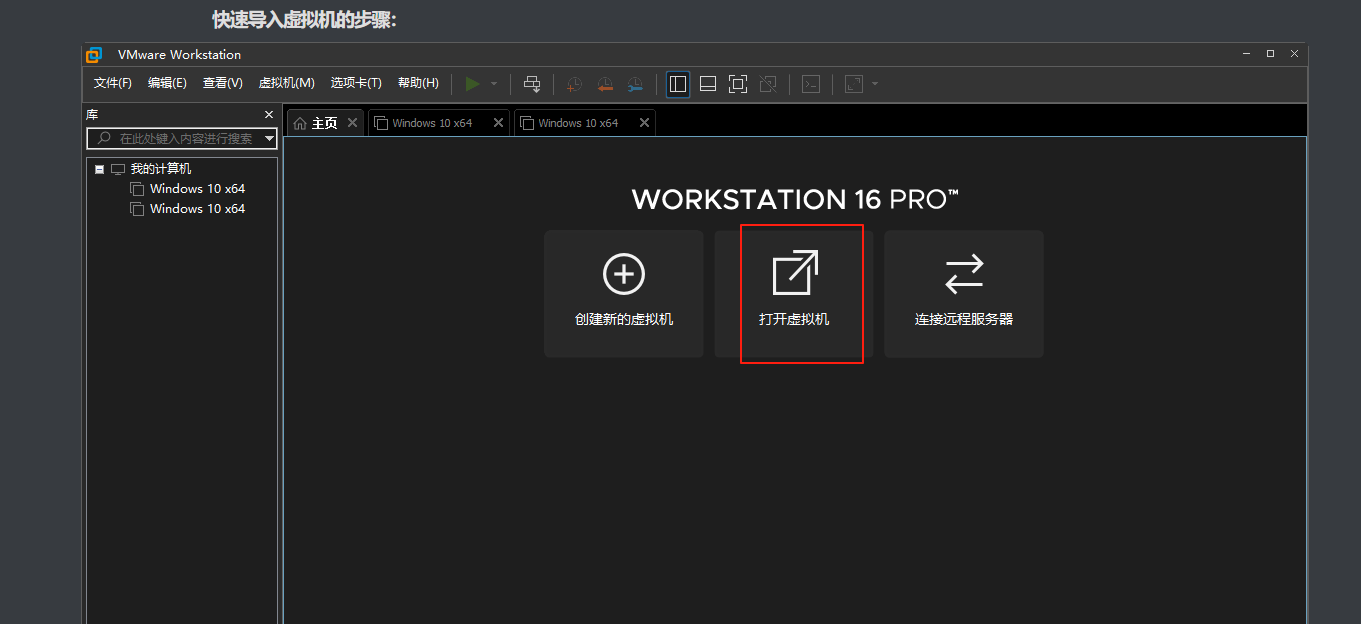 快速导入虚拟机的步骤:
VMware Workstation
文件(F) 编辑(E) 查看(V) 虚拟机(M) 选项卡(T) 帮助(H)
库
主页 Windows 10 x64 Windows 10 x64
在此处键入内容进行搜索
我的计算机
Windows 10 x64
Windows 10 x64
WORKSTATION 16 PRO™
创建新的虚拟机 打开虚拟机 连接远程服务器